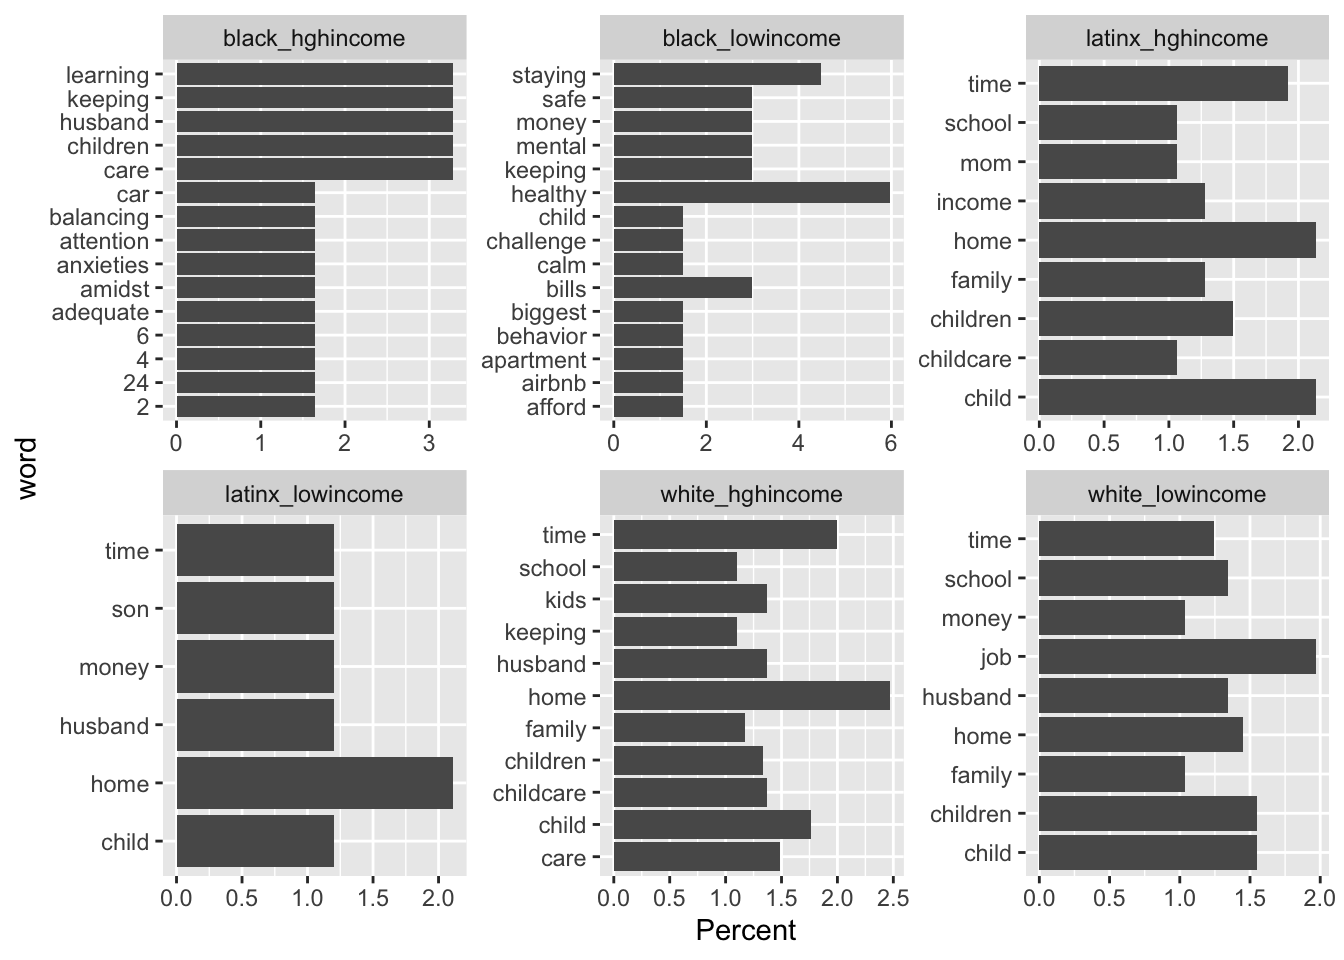 black_hghincome
learning
keeping
husband
children
care
car
balancing
attention
anxieties
amidst
adequate
6
4
24
2
0 1 2 3
black_lowincome
staying
safe
money
mental
keeping
healthy
child
challenge
calm
bills
biggest
behavior
apartment
airbnb
afford
0 2 4 6
latinx_hghincome
time
school
mom
income
home
family
children
childcare
child
0.0 0.5 1.0 1.5 2.0
word
latinx_lowincome
time
son
money
husband
home
child
0.0 0.5 1.0 1.5 2.0
white_hghincome
time
school
kids
keeping
husband
home
family
children
childcare
child
care
0.0 0.5 1.0 1.5 2.0 2.5
white_lowincome
time
school
money
job
husband
home
family
children
child
0.0 0.5 1.0 1.5 2.0
Percent